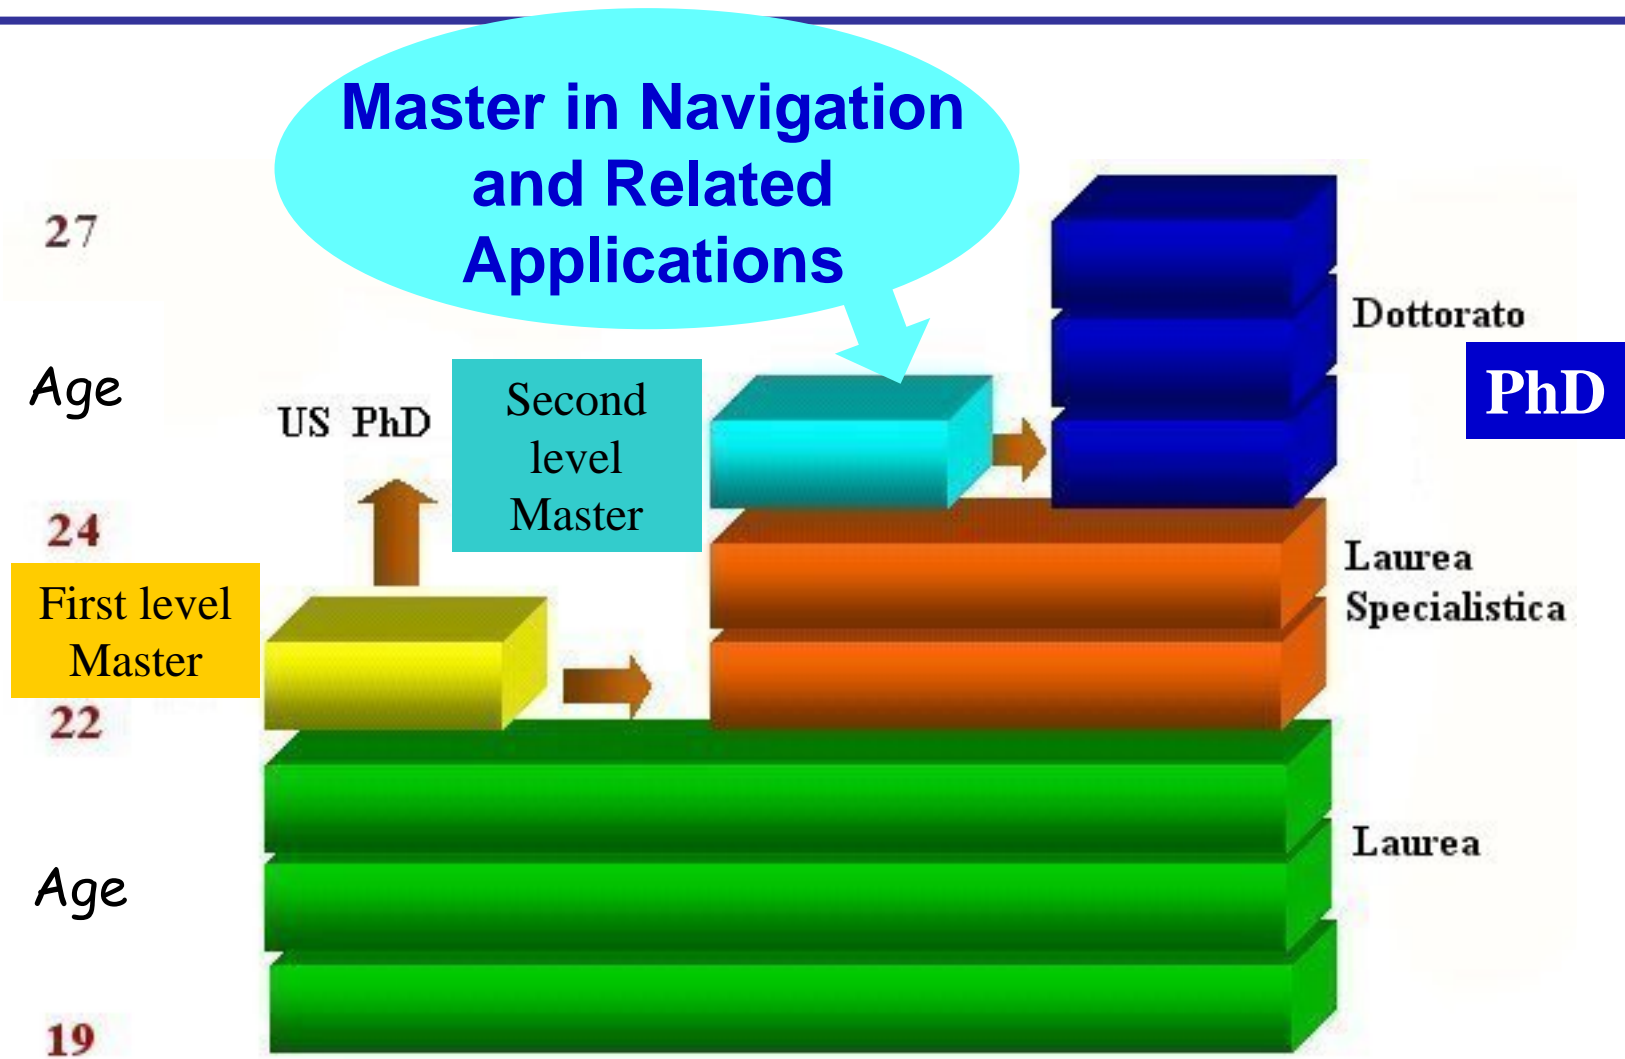 Master in Navigation
and Related
Applications
27
Dottorato
PhD
Age
US PhD
Second
level
Master
24
Laurea
Specialistica
First level
Master
22
Laurea
Age
19